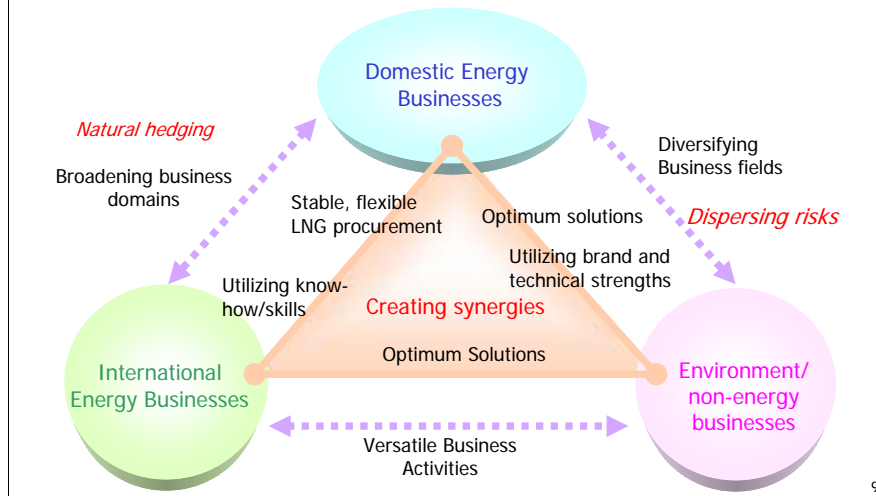 Domestic Energy
Businesses
Natural hedging
Broadening business
domains
Diversifying
Business fields
Dispersing risks
Stable, flexible
LNG procurement
Optimum solutions
Utilizing brand and
technical strengths
Utilizing know-
how/skills
Creating synergies
Optimum Solutions
International
Energy Businesses
Environment/
non-energy
businesses
Versatile Business
Activities